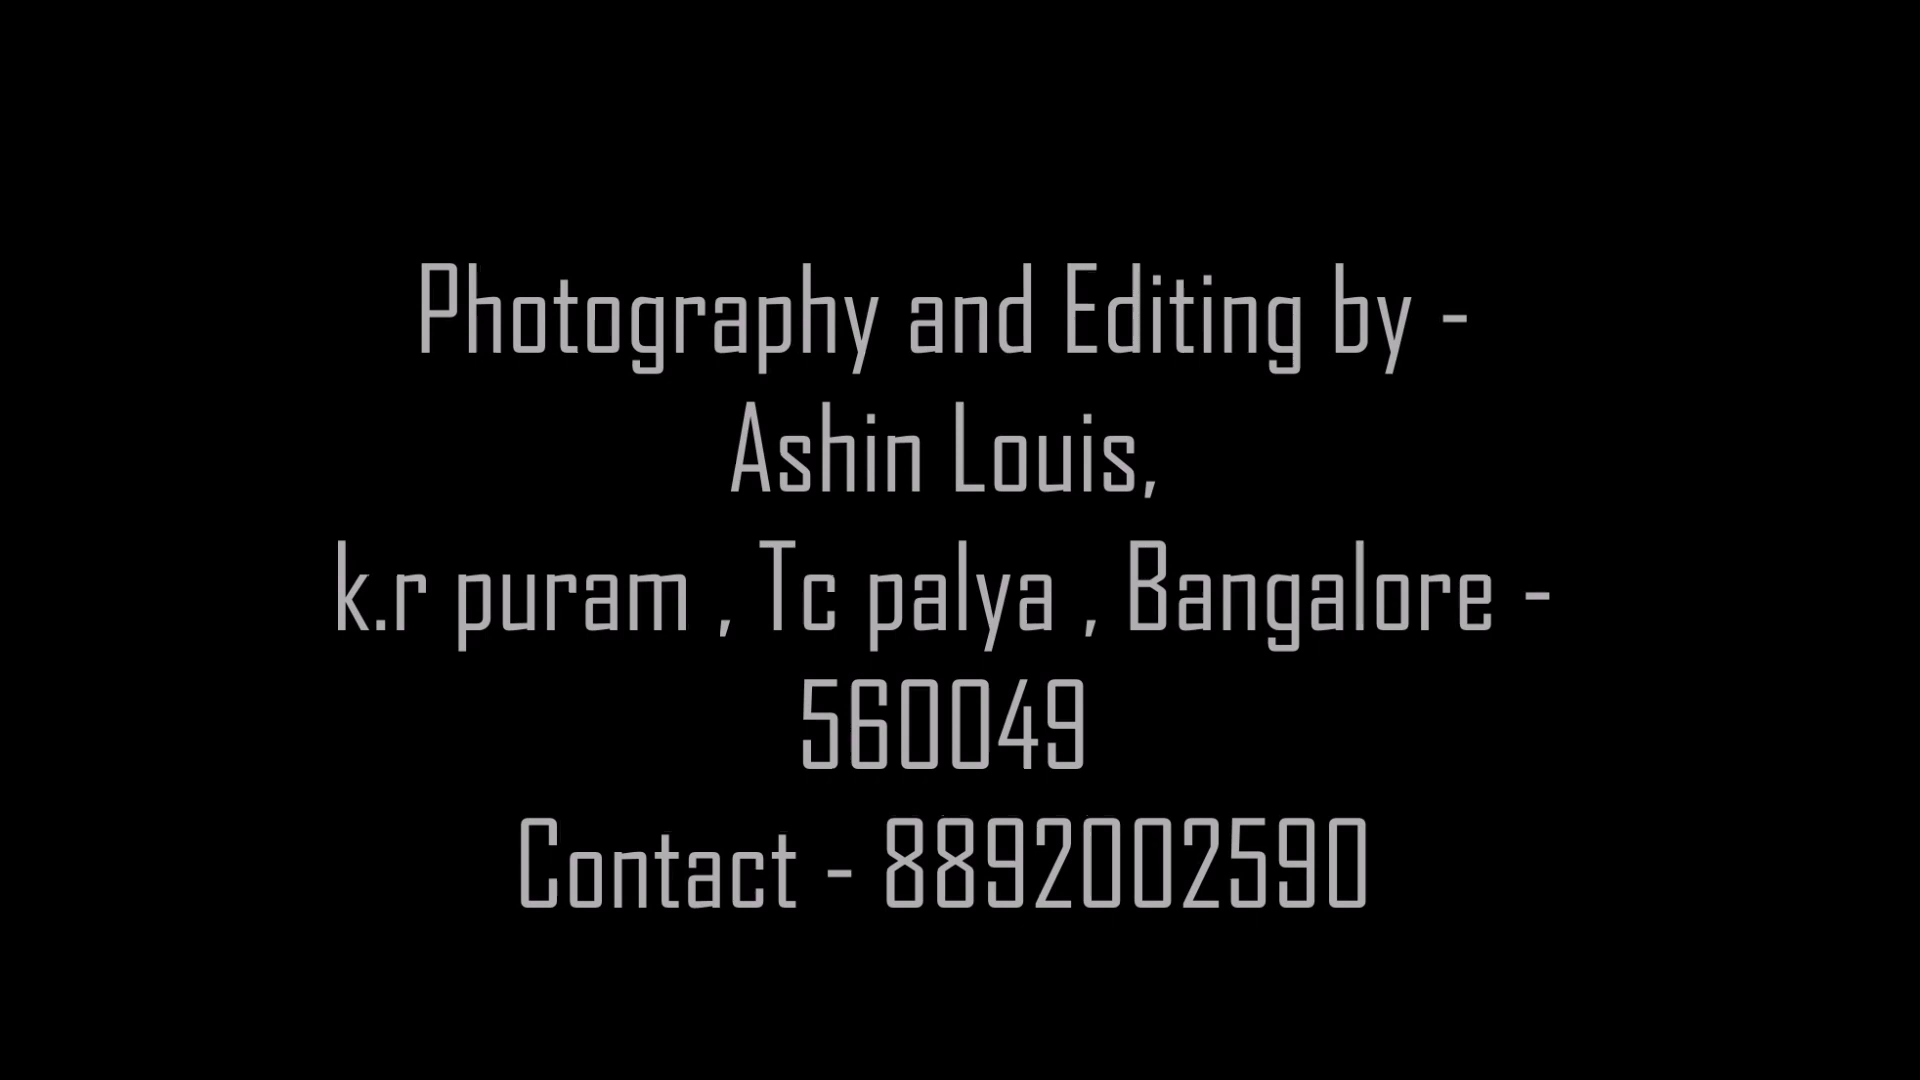 Photography and Editing by -
Ashin Louis,
k.r puram , Tc palya , Bangalore -
560049
Contact - 8892002590